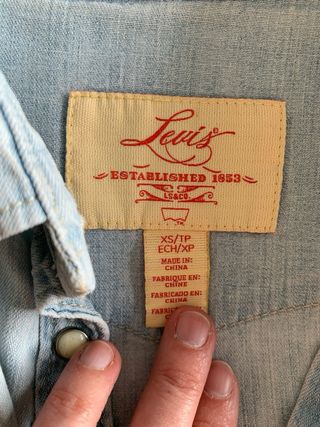 Levi's
ESTABLISHED 1853
LS&CO.
XS/TP
ECH/XP
MADE IN:
CHINA
FABRIQUE EN:
CHINE
FABRICADO EN:
CHINA